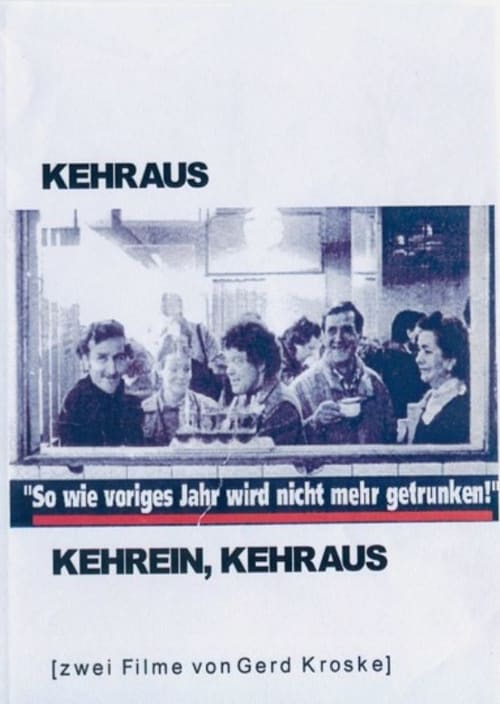 KEHRAUS
"So wie voriges Jahr wird nicht mehr getrunken!"
KEHREIN, KEHRAUS
[zwei Filme von Gerd Kroske]